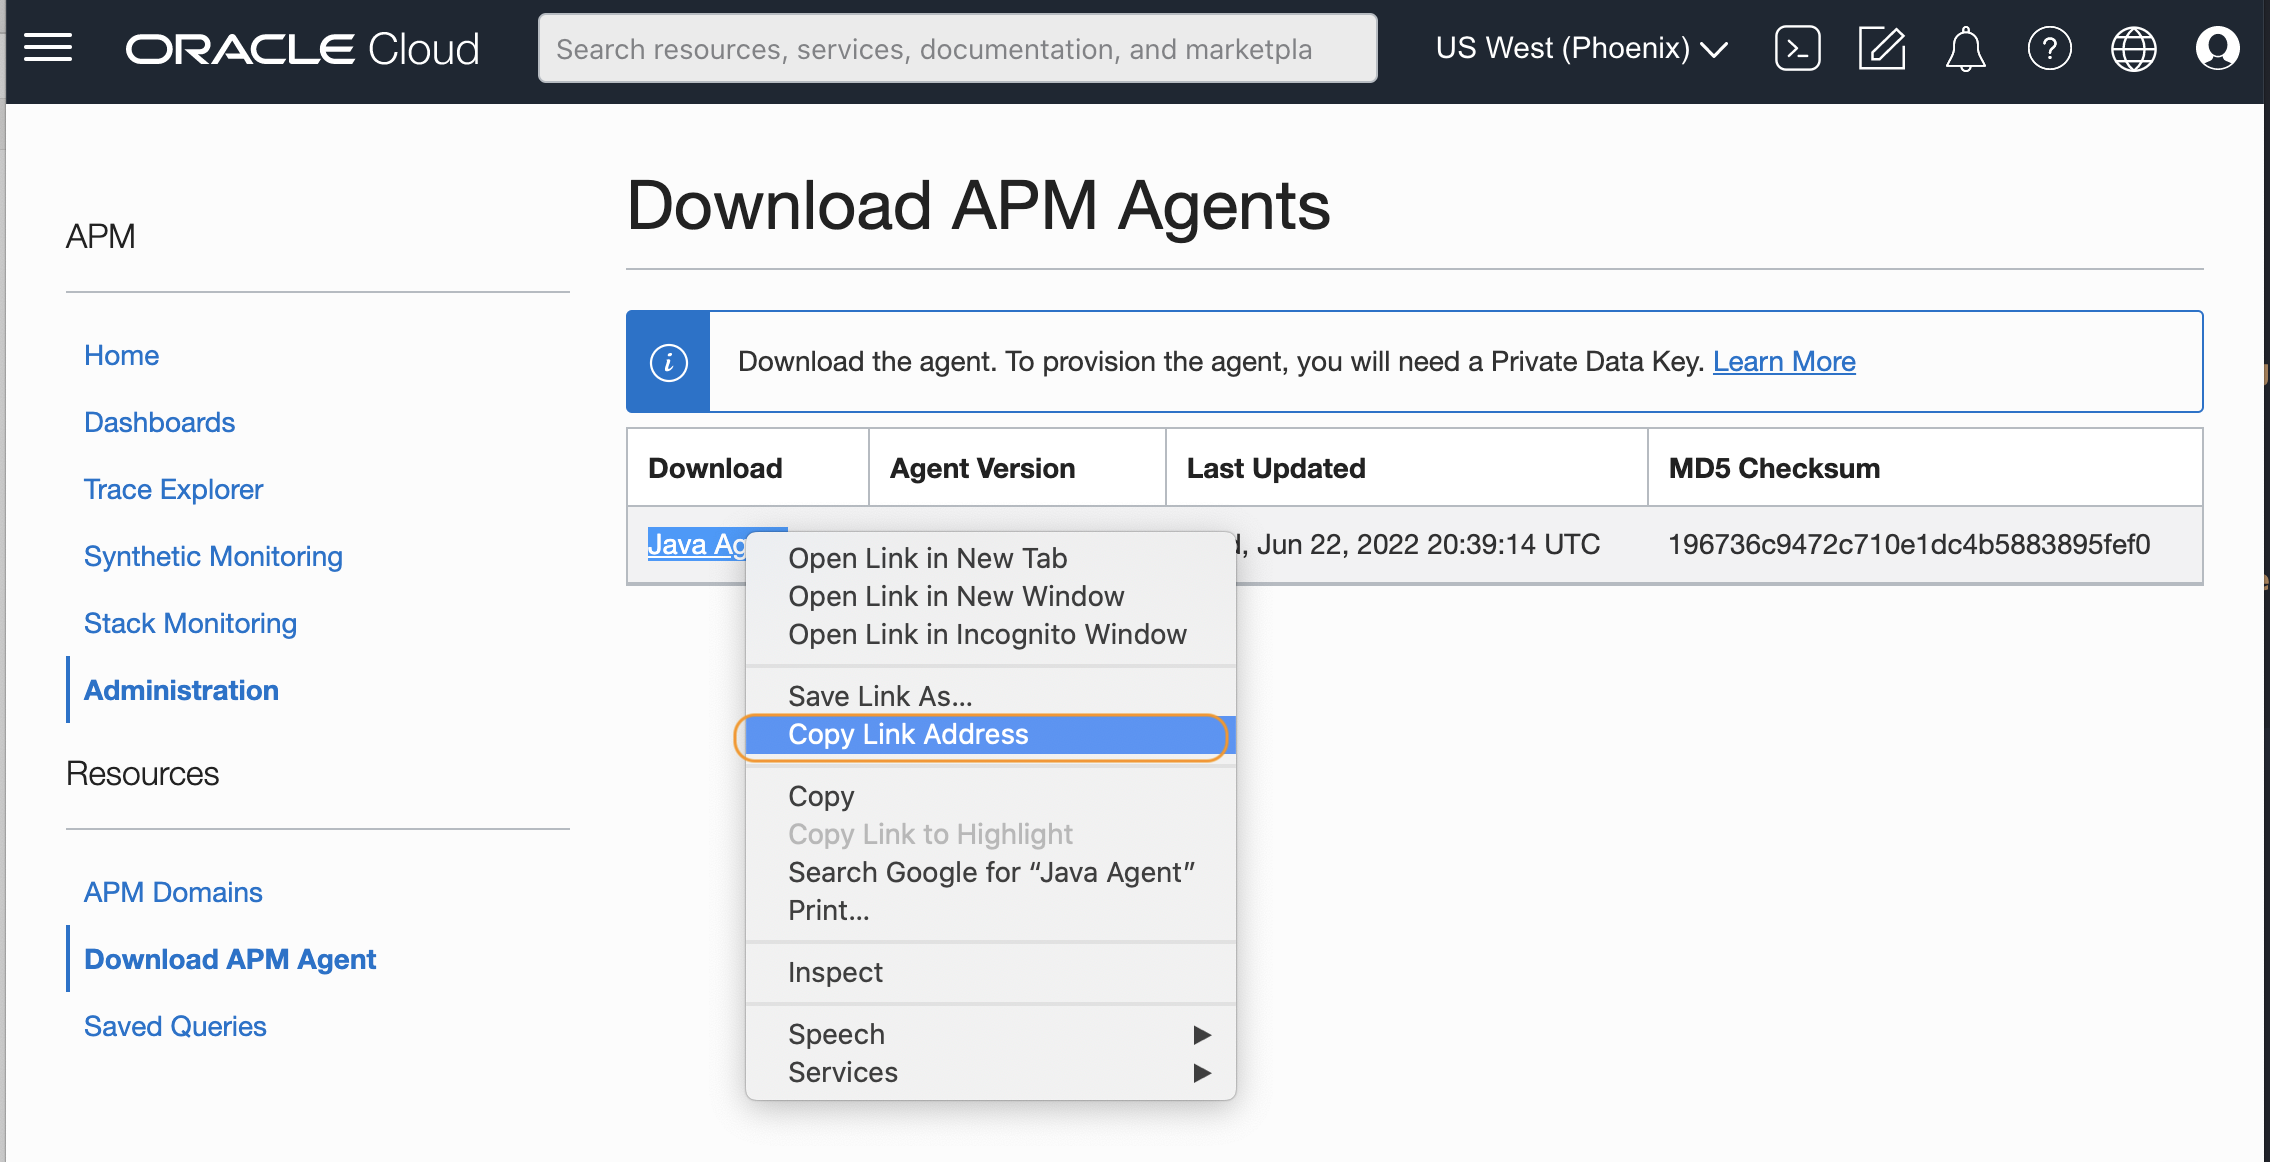 ORACLE Cloud
Search resources, services, documentation, and marketpla
US West (Phoenix)
APM
Home
Dashboards
Trace Explorer
Synthetic Monitoring
Stack Monitoring
Administration
Resources
APM Domains
Download APM Agent
Saved Queries
Download APM Agents
Download the agent. To provision the agent, you will need a Private Data Key. Learn More
Download Agent Version Last Updated MD5 Checksum
Java , Jun 22, 2022 20:39:14 UTC 196736c9472c710e1dc4b5883895fef0
Open Link in New Tab
Open Link in New Window
Open Link in Incognito Window
Save Link As...
Copy Link Address
Copy
Copy Link to Highlight
Search Google for “Java Agent”
Print...
Inspect
Speech
Services